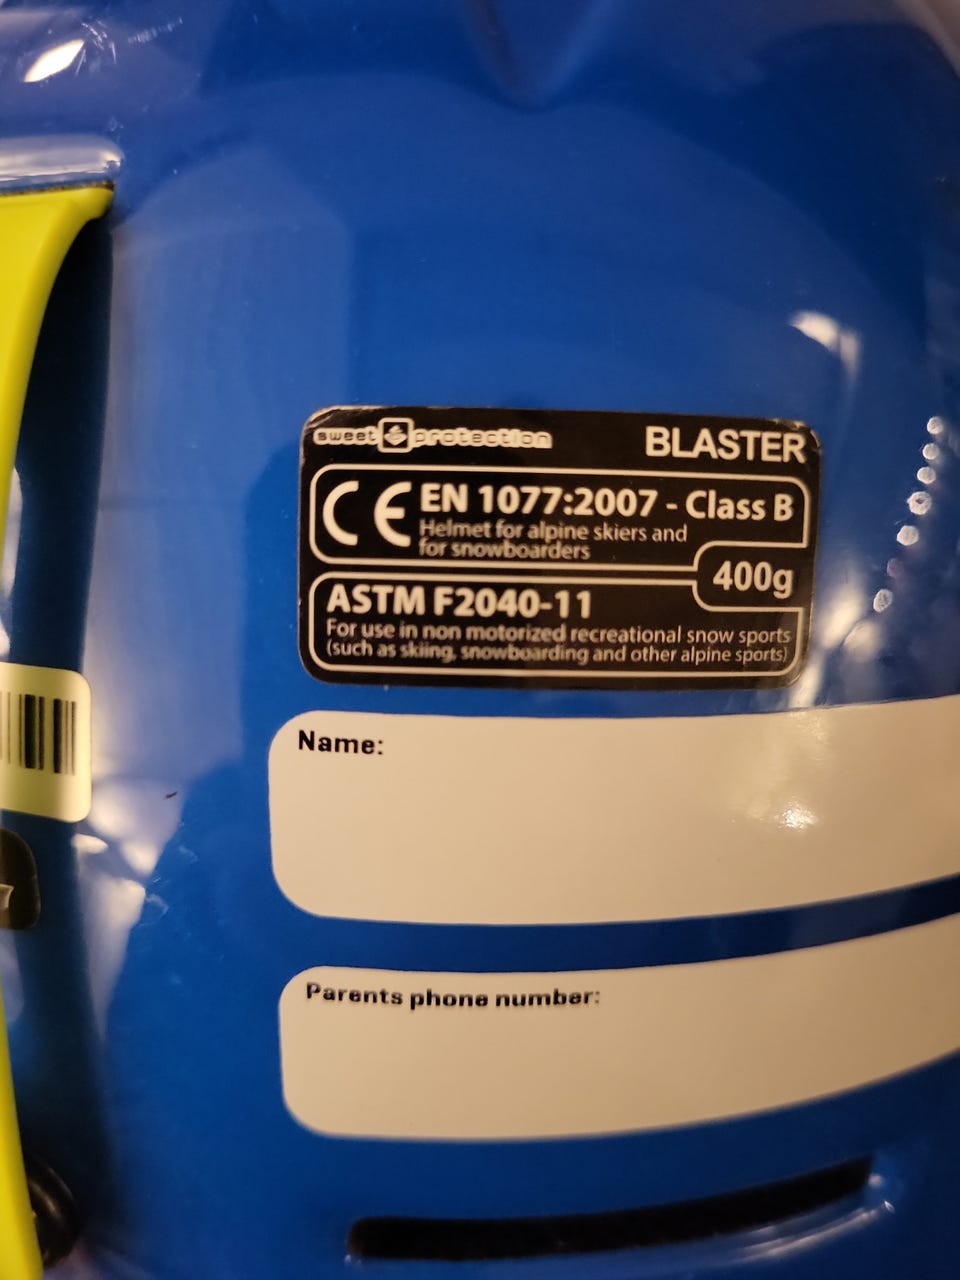 sweet protection BLASTER
CE EN 1077:2007 - Class B
Helmet for alpine skiers and
for snowboarders
400g
ASTM F2040-11
For use in non motorized recreational snow sports
(such as skiing, snowboarding and other alpine sports)
Name:
Parents phone number: